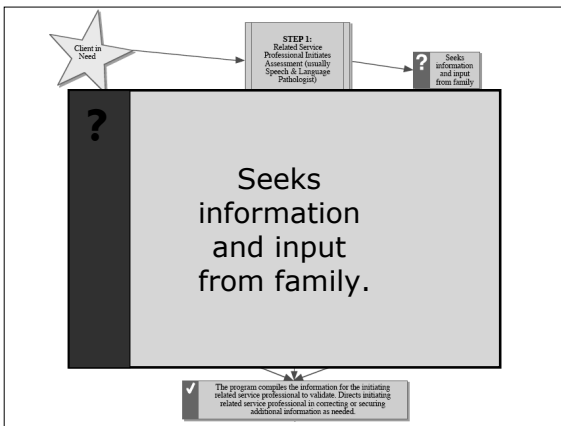 Client in
Need
STEP 1:
Related Service
Professional Initiates
Assessment (usually
Speech & Language
Pathologist)
?
Seeks
information
and input
from family
?
Seeks
information
and input
from family.
✓
The program compiles the information for the initiating
related service professional to validate. Directs initiating
related service professional in correcting or securing
additional information as needed.